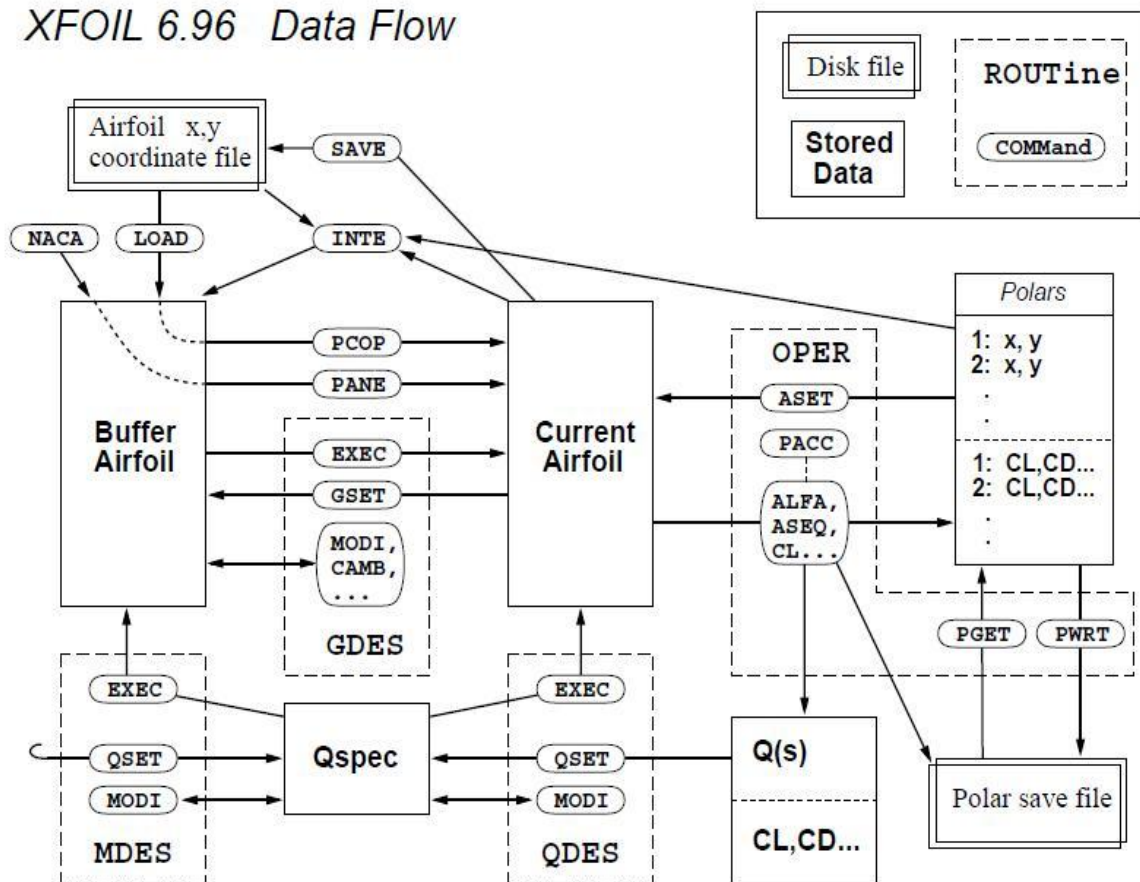 XFOIL 6.96 Data Flow
Disk file
ROUTine
Stored
Data
COMMand
Airfoil x,y
coordinate file
SAVE
NACA
LOAD
INTE
Polars
1: x, y
2: x, y
.
.
1: CL,CD...
2: CL,CD...
.
.
Buffer
Airfoil
PCOP
PANE
EXEC
GSET
MODI,
CAMB,
...
GDES
Current
Airfoil
OPER
ASET
PACC
ALFA,
ASEQ,
CL...
PGET
PWRT
EXEC
QSET
MODI
MDES
Qspec
EXEC
QSET
MODI
QDES
Q(s)
CL,CD...
Polar save file